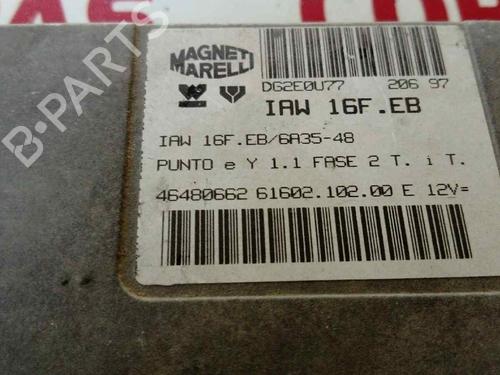 MAGNETI
MARELLI
DG2E0U77 206 97
IAW 16F.EB
IAW 16F.EB/6A35-48
PUNTO e Y 1.1 FASE 2 T. i T.
46480662 61602.102.00 E 12V=
B-PARTS